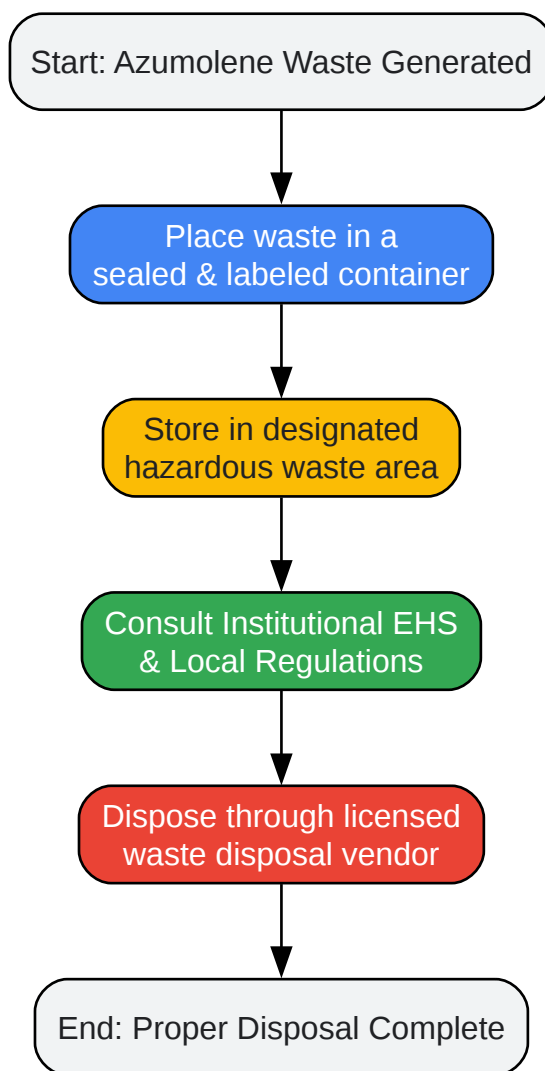 Start: Azumolene Waste Generated
Place waste in a
sealed & labeled container
Store in designated
hazardous waste area
Consult Institutional EHS
& Local Regulations
Dispose through licensed
waste disposal vendor
End: Proper Disposal Complete